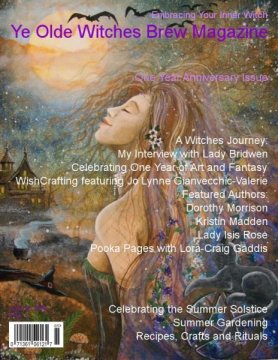 Embracing Your Inner Witch
Ye Olde Witches Brew Magazine
One Year Anniversary Issue
A Witches Journey:
My Interview with Lady Bridwen
Celebrating One Year of Art and Fantasy
WishCrafting featuring Jo Lynne Gianvecchic-Valerie
Featured Authors:
Dorothy Morrison
Kristin Madden
Lady Isis Rose
Pooka Pages with Lora-Craig Gaddis
Celebrating the Summer Solstice
Summer Gardening
Recipes, Crafts and Rituals